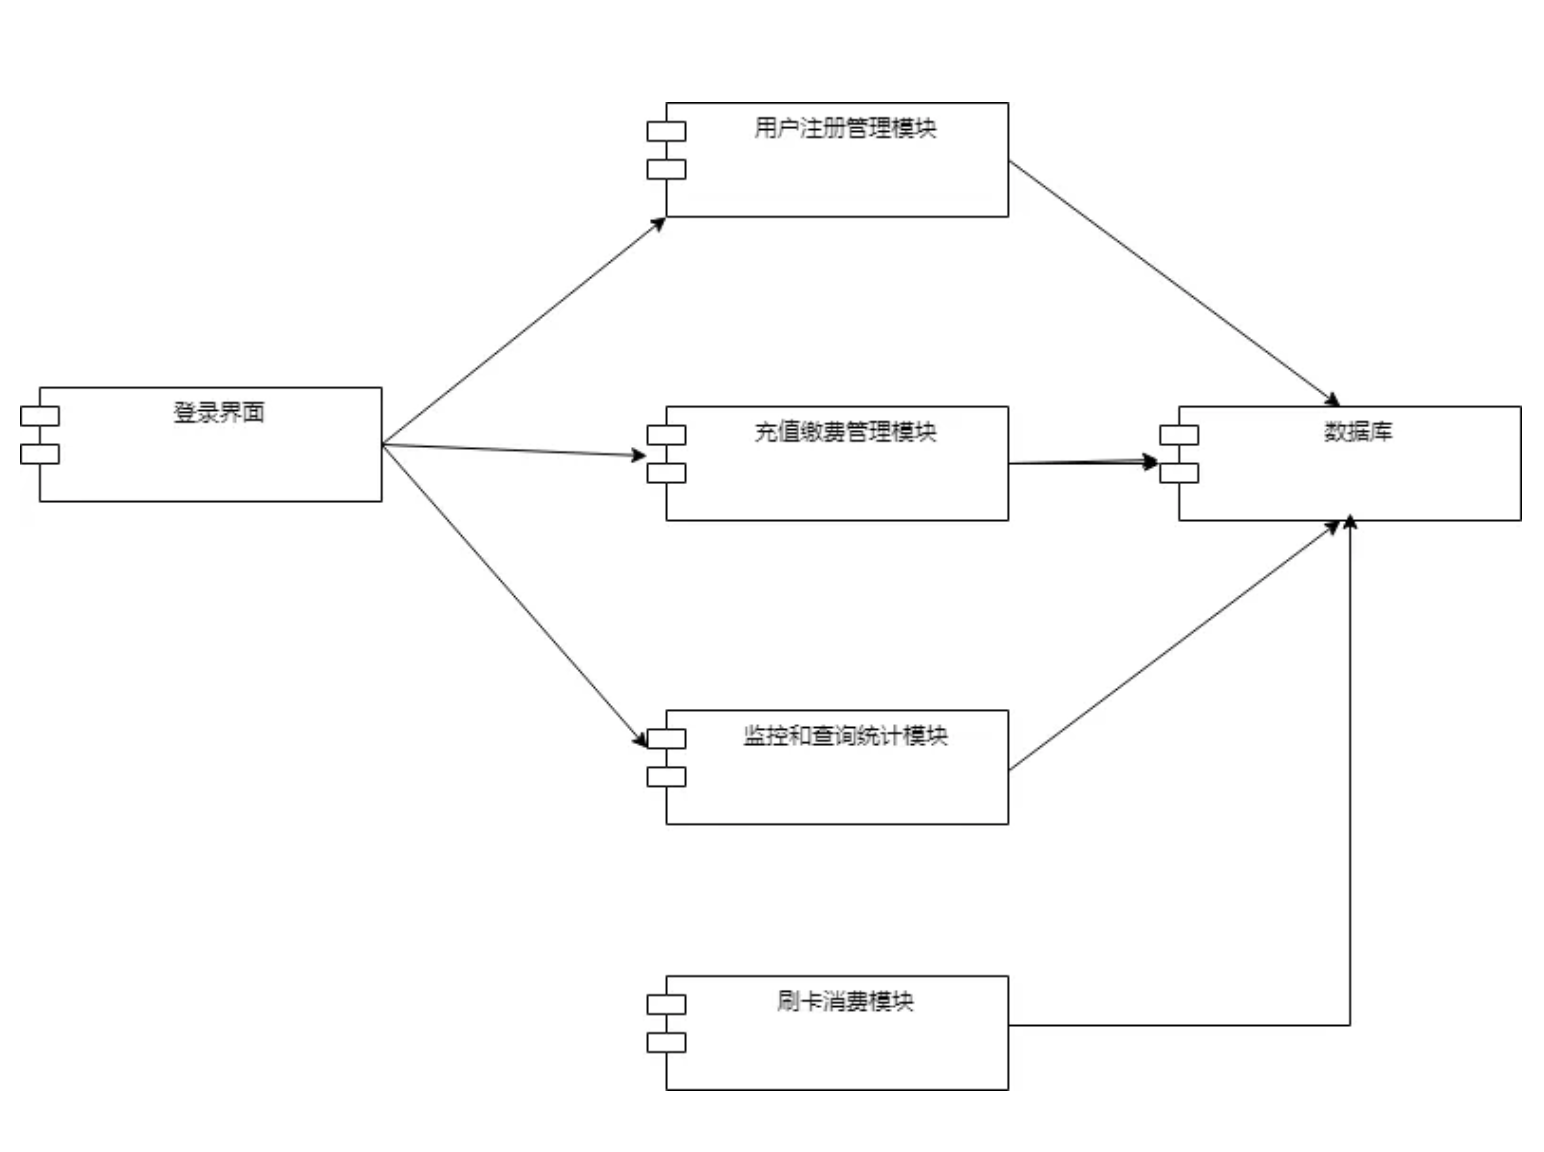 用户注册管理模块
登录界面
充值缴费管理模块
数据库
监控和查询统计模块
刷卡消费模块